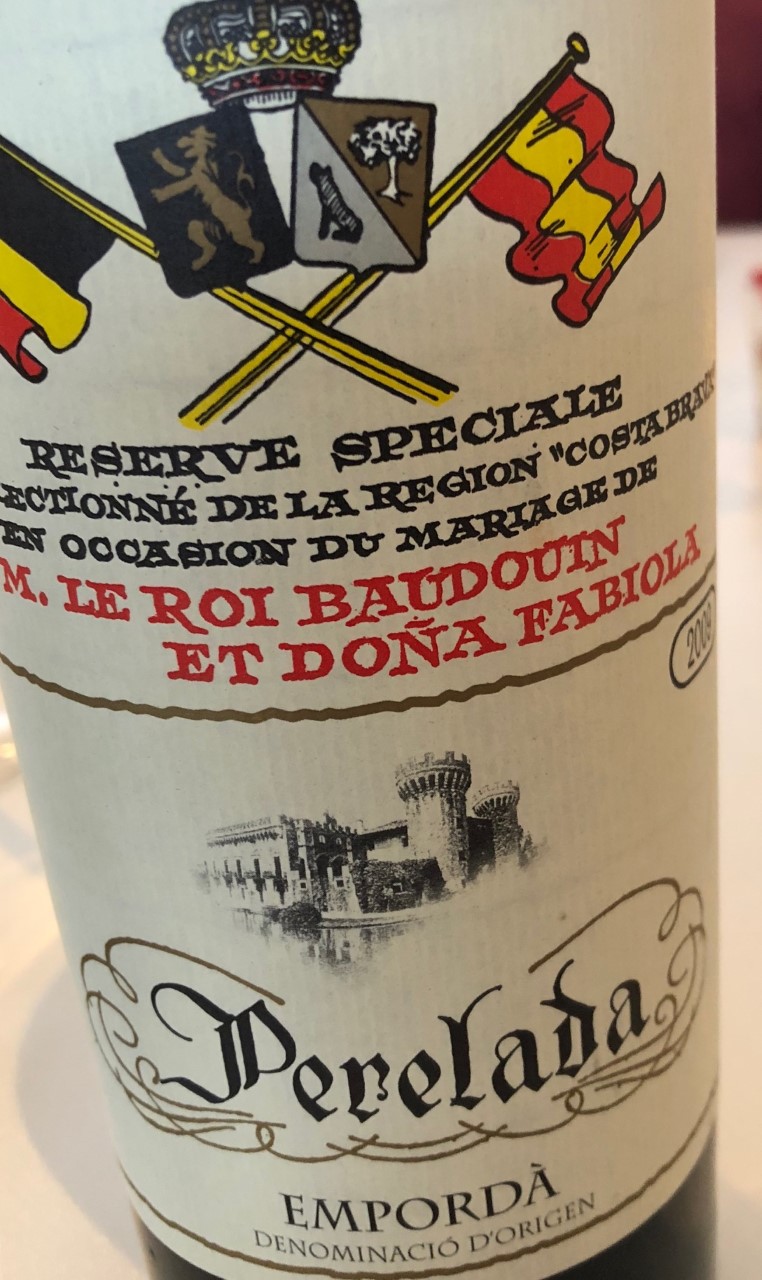 RESERVE SPECIALE
DE LA REGION "COSTA BRAVA"
EN OCCASION DU MARIAGE DE
M. LE ROI BAUDOUIN
ET DOÑA FABIOLA
2009
Perelada
EMPORDÀ
DENOMINACIÓ D'ORIGEN